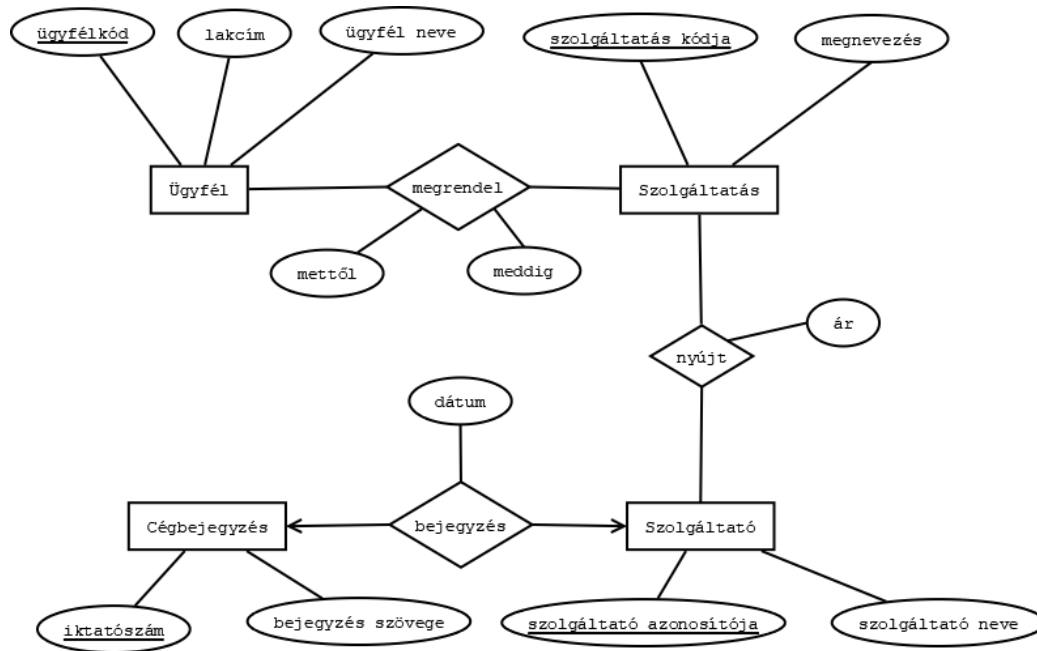 ügyfélkód
lakcím
ügyfél neve
szolgáltatás kódja
megnevezés
Ügyfél
megrendel
Szolgáltatás
mettől
meddig
ár
nyújt
dátum
Cégbejegyzés
bejegyzés
Szolgáltató
iktatószám
bejegyzés szövege
szolgáltató azonosítója
szolgáltató neve